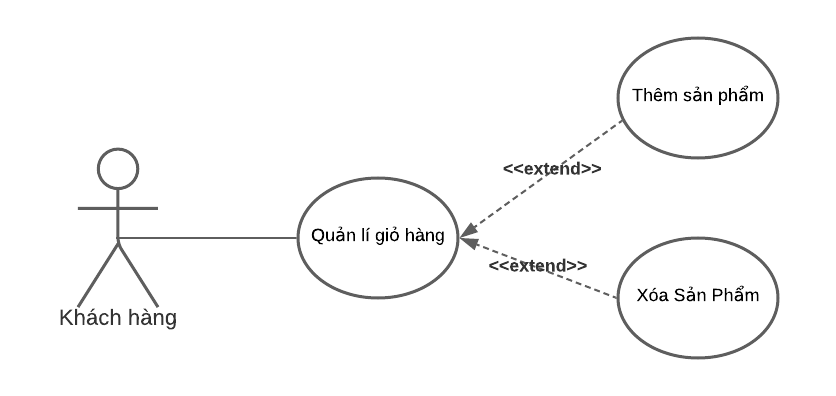 Thêm sản phẩm
<<extend>>
Quản lí giỏ hàng
<<extend>>
Xóa Sản Phẩm
Khách hàng